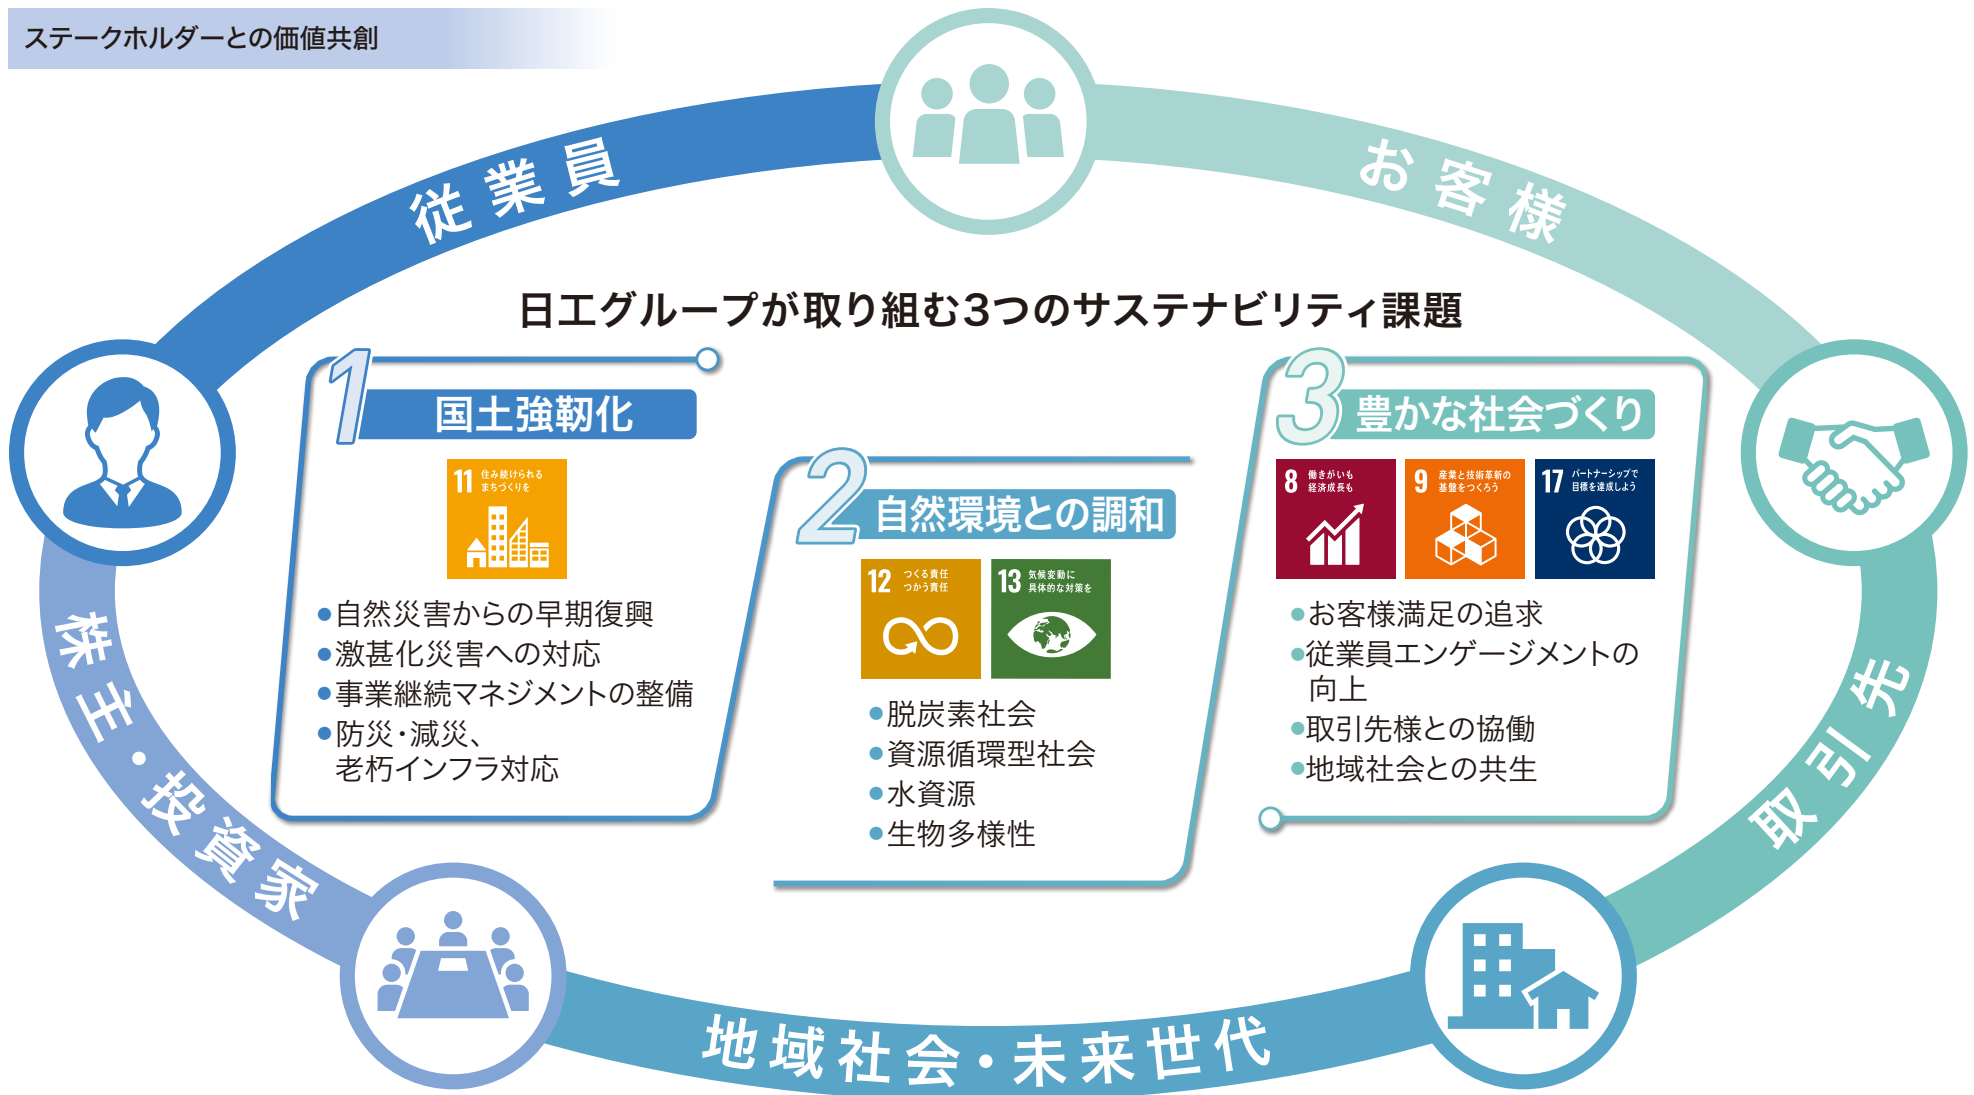 ステークホルダーとの価値共創
従業員
お客様
日工グループが取り組む3つのサステナビリティ課題
1
国土強靭化
11 住み続けられる
まちづくりを
●自然災害からの早期復興
●激甚化災害への対応
●事業継続マネジメントの整備
●防災・減災、
老朽インフラ対応
2
自然環境との調和
12 つくる責任
つかう責任
13 気候変動に
具体的な対策を
●脱炭素社会
●資源循環型社会
●水資源
●生物多様性
3
豊かな社会づくり
8 働きがいも
経済成長も
9 産業と技術革新の
基盤をつくろう
17 パートナーシップで
目標を達成しよう
●お客様満足の追求
●従業員エンゲージメントの
向上
●取引先様との協働
●地域社会との共生
株主・投資家
取引先
地域社会・未来世代